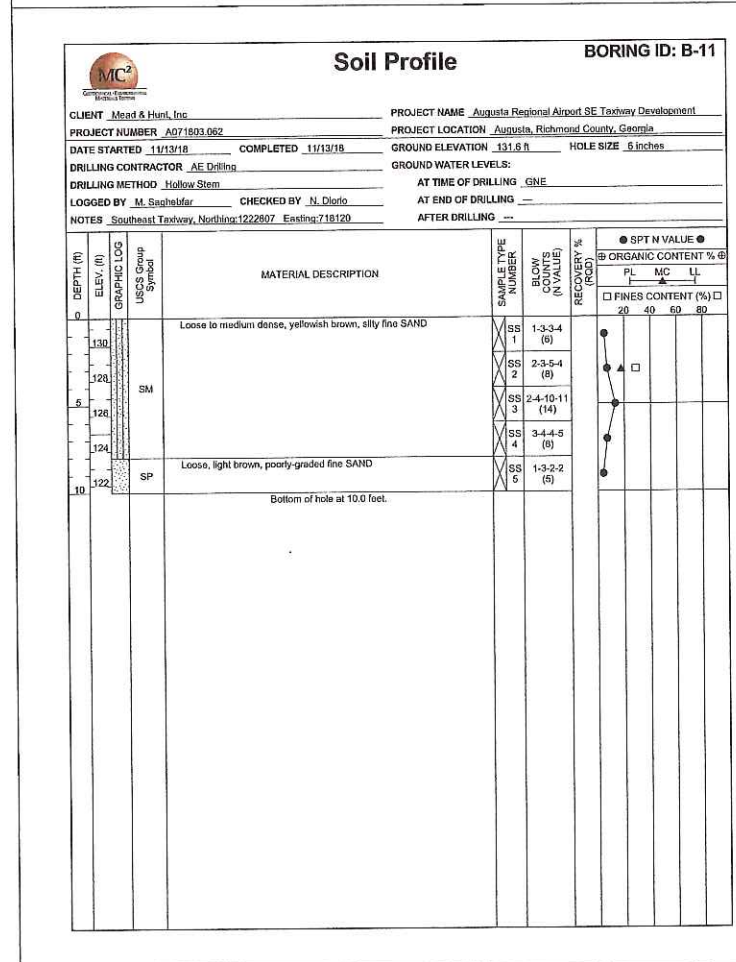 Soil Profile
BORING ID: B-11
MC²
CLIENT Mead & Hunt, Inc
PROJECT NAME Augusta Regional Airport SE Taxiway Development
PROJECT NUMBER A071803.062
PROJECT LOCATION Augusta, Richmond County, Georgia
DATE STARTED 11/13/18 COMPLETED 11/13/18
GROUND ELEVATION 131.6 ft HOLE SIZE 6 inches
DRILLING CONTRACTOR AE Drilling
GROUND WATER LEVELS:
DRILLING METHOD Hollow Stem
AT TIME OF DRILLING GNE
LOGGED BY M. Saghebfar CHECKED BY N. Diorio
AT END OF DRILLING ---
NOTES Southeast Taxiway, Northing:1222607 Easting:718120
AFTER DRILLING ---
DEPTH (ft)
ELEV. (ft)
GRAPHIC LOG
USCS Group Symbol
MATERIAL DESCRIPTION
SAMPLE TYPE NUMBER
BLOW COUNTS (N VALUE)
RECOVERY % (RQD)
● SPT N VALUE ●
⊕ ORGANIC CONTENT % ⊕
PL MC LL
□ FINES CONTENT (%) □
20 40 60 80
0
Loose to medium dense, yellowish brown, silty fine SAND
SS 1
1-3-3-4 (6)
130
SS 2
2-3-5-4 (8)
128
SM
5
SS 3
2-4-10-11 (14)
126
SS 4
3-4-4-5 (8)
124
Loose, light brown, poorly-graded fine SAND
SP
SS 5
1-3-2-2 (5)
122
10
Bottom of hole at 10.0 feet.